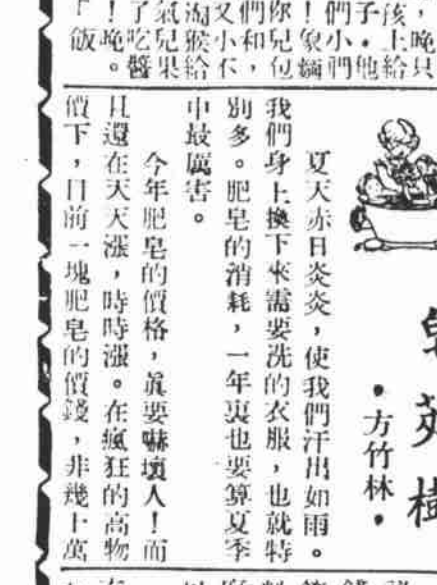 ,晚只
孩上給
子。他
們小們
你兒包
們和,
又小不
淘猴給
氣兒果
了吃醬
!晚。
「飯
皂莢樹
•方竹林•
夏天赤日炎炎,使我們汗出如雨。
我們身上換下來需要洗的衣服,也就特
別多。肥皂的消耗,一年裏也要算夏季
中最厲害。
今年肥皂的價格,眞要嚇壞人!而
且還在天天漲,時時漲。在瘋狂的高物
價下,目前一塊肥皂的價錢,非幾十萬